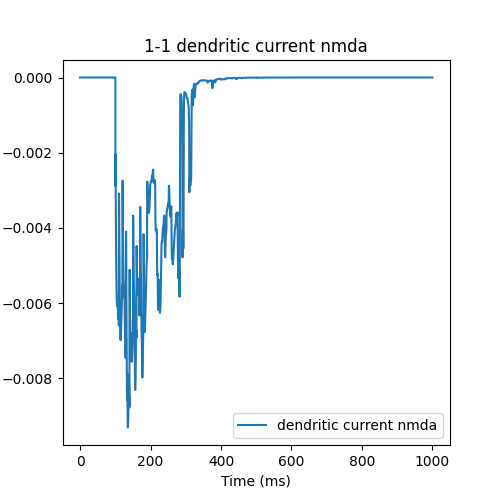 1-1 dendritic current nmda
0.000
−0.002
−0.004
−0.006
−0.008
dendritic current nmda
0 200 400 600 800 1000
Time (ms)